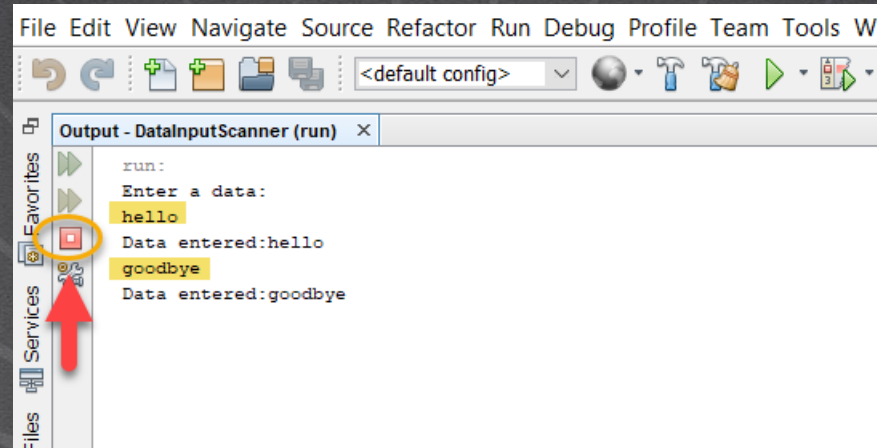 File Edit View Navigate Source Refactor Run Debug Profile Team Tools W
<default config>
Output - DataInputScanner (run)
run:
Enter a data:
hello
Data entered:hello
goodbye
Data entered:goodbye
Favorites
Services
Files